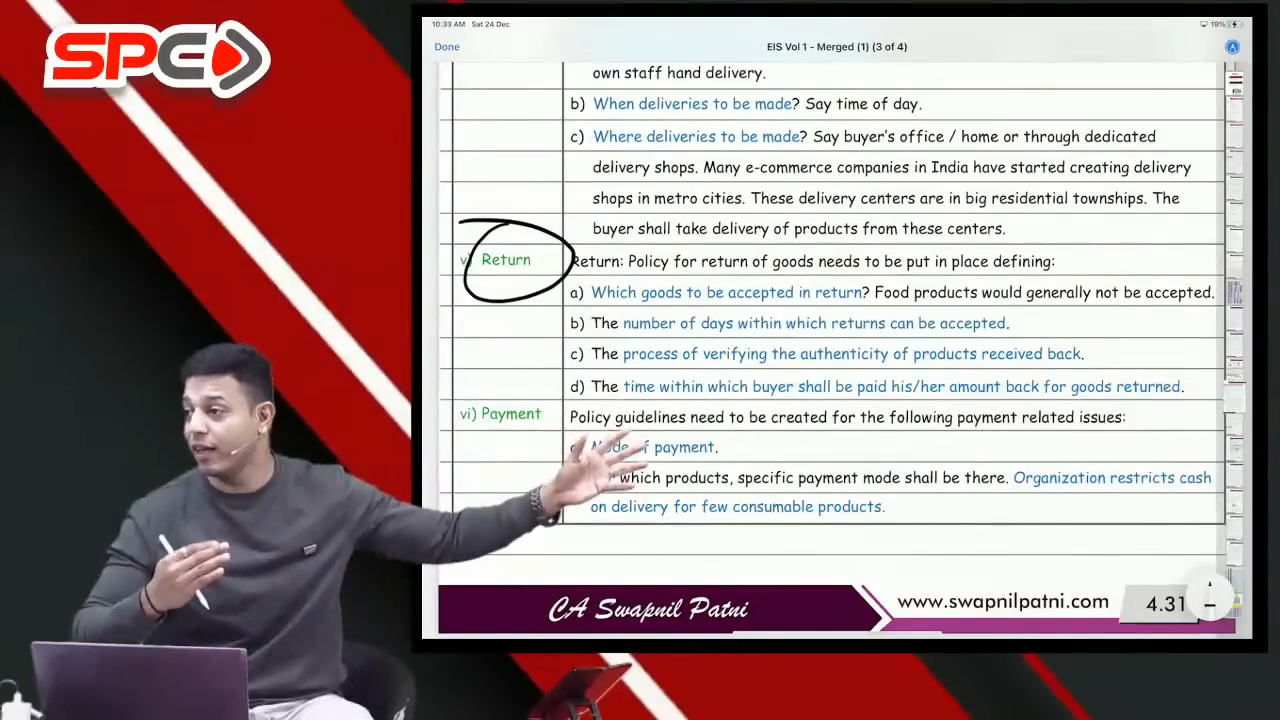 SPC
10:33 AM Sat 24 Dec
19%
Done
EIS Vol 1 - Merged (1) (3 of 4)
own staff hand delivery.
b) When deliveries to be made? Say time of day.
c) Where deliveries to be made? Say buyer's office / home or through dedicated
delivery shops. Many e-commerce companies in India have started creating delivery
shops in metro cities. These delivery centers are in big residential townships. The
buyer shall take delivery of products from these centers.
v) Return
Return: Policy for return of goods needs to be put in place defining:
a) Which goods to be accepted in return? Food products would generally not be accepted.
b) The number of days within which returns can be accepted.
c) The process of verifying the authenticity of products received back.
d) The time within which buyer shall be paid his/her amount back for goods returned.
vi) Payment
Policy guidelines need to be created for the following payment related issues:
Mode of payment.
which products, specific payment mode shall be there. Organization restricts cash
on delivery for few consumable products.
CA Swapnil Patni
www.swapnilpatni.com
4.31